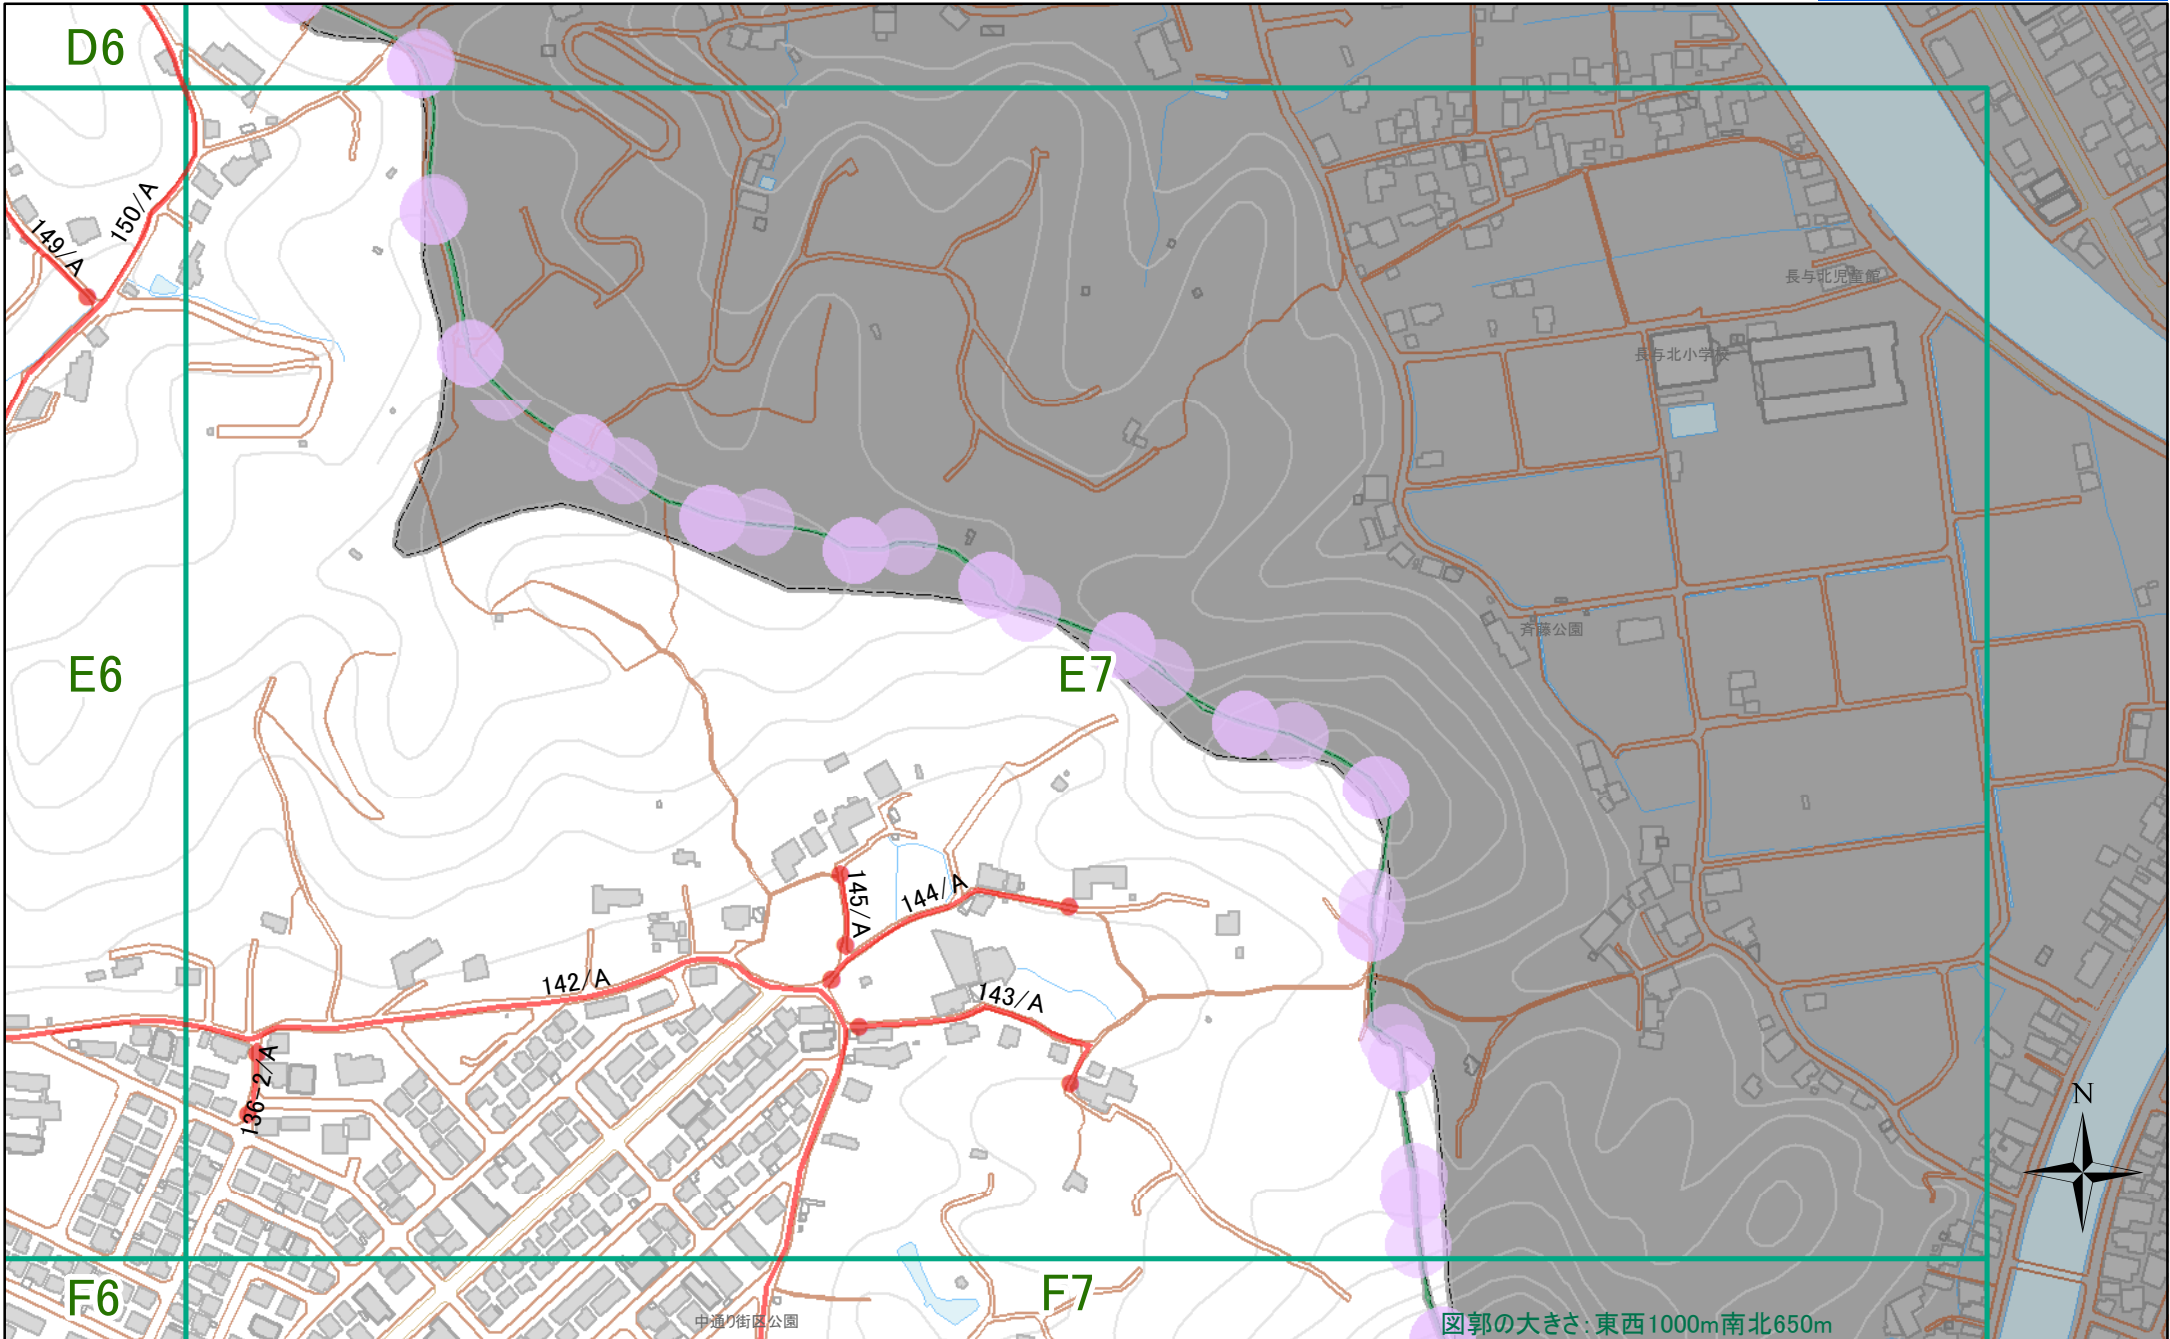 D6
150/A
149/A
長与北児童館
長与北小学校
斉藤公園
E6
E7
145/A
144/A
142/A
143/A
136-2/A
N
F6
F7
中通り街区公園
図郭の大きさ：東西1000m南北650m